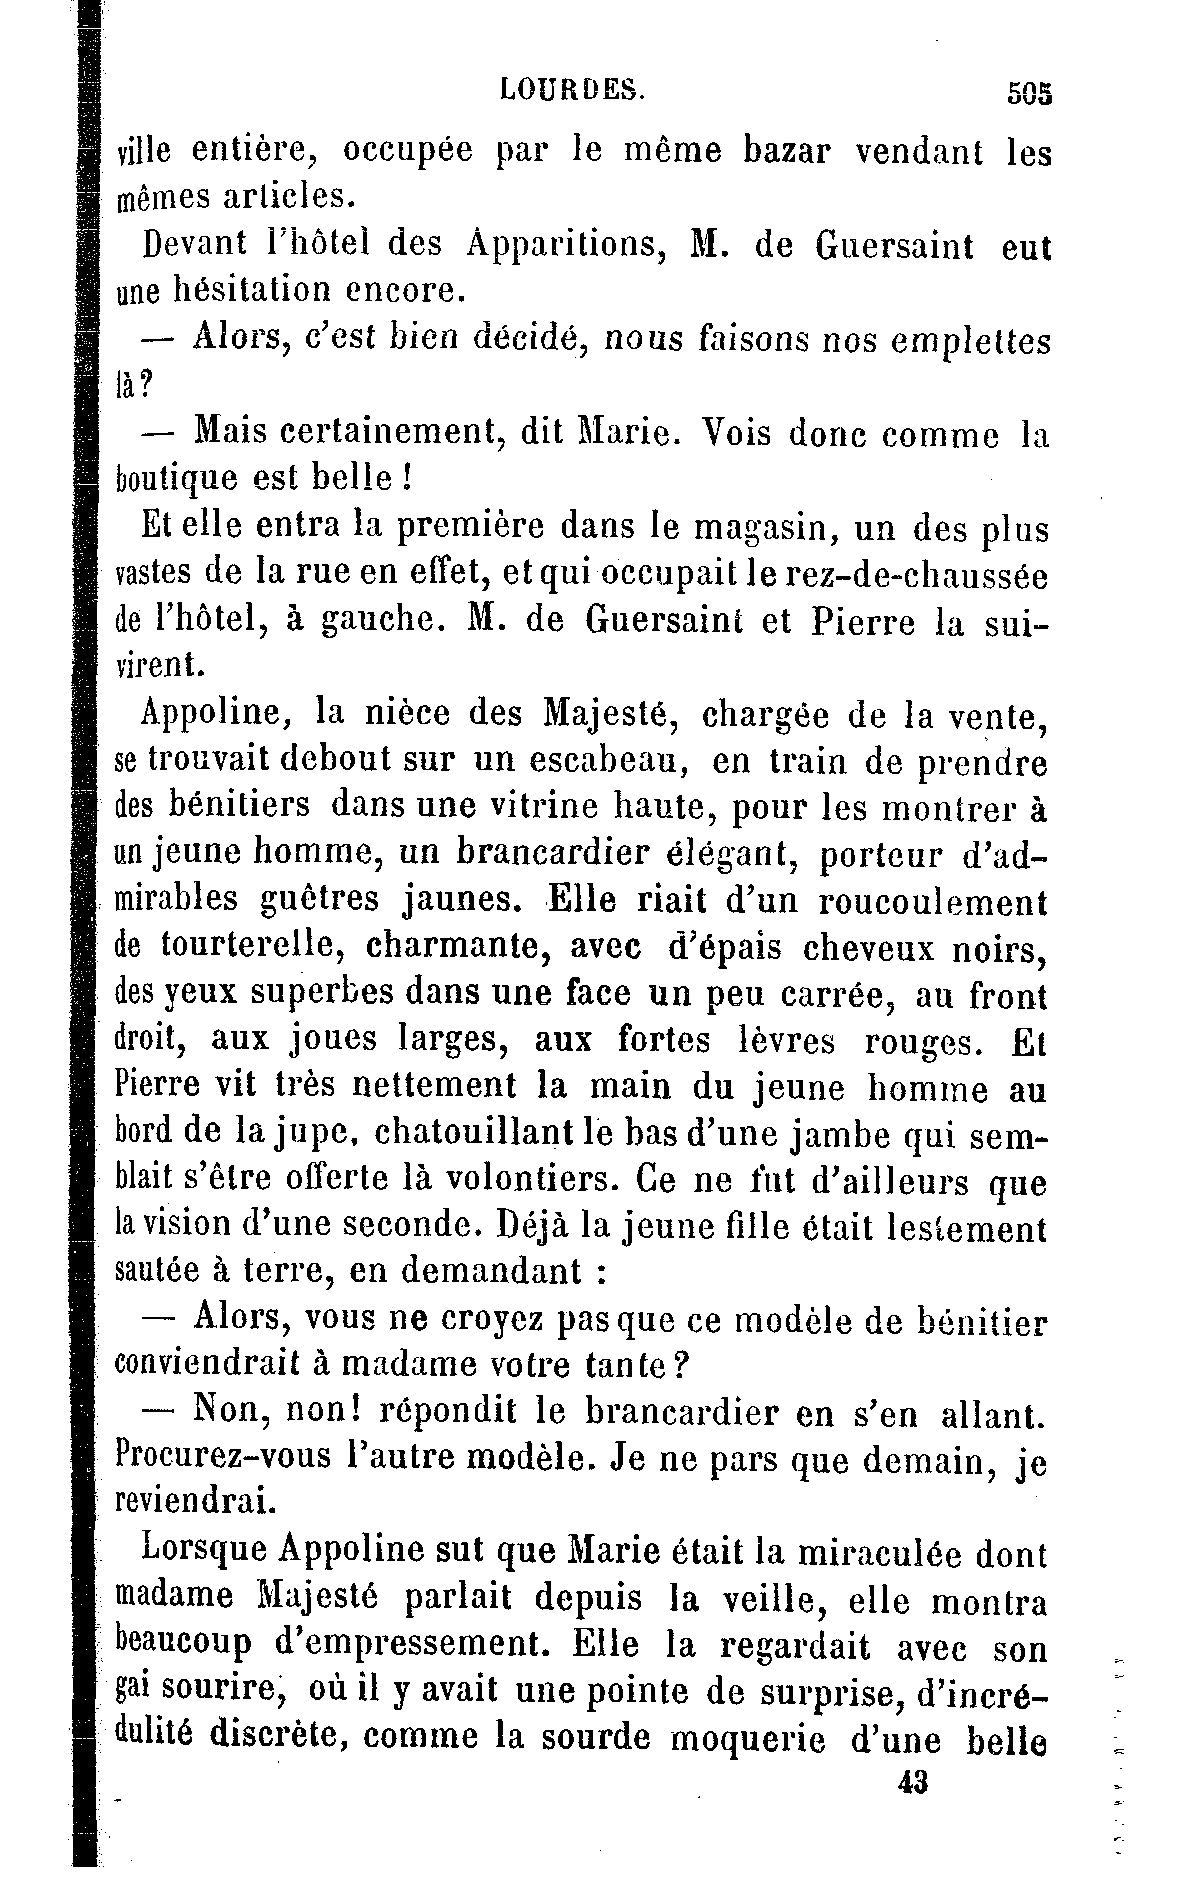 LOURDES. 505
ville entière, occupée par le même bazar vendant les
mêmes articles.
Devant l'hôtel des Apparitions, M. de Guersaint eut
une hésitation encore.
— Alors, c'est bien décidé, nous faisons nos emplettes
là?
— Mais certainement, dit Marie. Vois donc comme la
boutique est belle !
Et elle entra la première dans le magasin, un des plus
vastes de la rue en effet, et qui occupait le rez-de-chaussée
de l'hôtel, à gauche. M. de Guersaint et Pierre la sui-
virent.
Appoline, la nièce des Majesté, chargée de la vente,
se trouvait debout sur un escabeau, en train de prendre
des bénitiers dans une vitrine haute, pour les montrer à
un jeune homme, un brancardier élégant, porteur d'ad-
mirables guêtres jaunes. Elle riait d'un roucoulement
de tourterelle, charmante, avec d'épais cheveux noirs,
des yeux superbes dans une face un peu carrée, au front
droit, aux joues larges, aux fortes lèvres rouges. Et
Pierre vit très nettement la main du jeune homme au
bord de la jupe, chatouillant le bas d'une jambe qui sem-
blait s'être offerte là volontiers. Ce ne fut d'ailleurs que
la vision d'une seconde. Déjà la jeune fille était lestement
sautée à terre, en demandant :
— Alors, vous ne croyez pas que ce modèle de bénitier
conviendrait à madame votre tante?
— Non, non! répondit le brancardier en s'en allant.
Procurez-vous l'autre modèle. Je ne pars que demain, je
reviendrai.
Lorsque Appoline sut que Marie était la miraculée dont
madame Majesté parlait depuis la veille, elle montra
beaucoup d'empressement. Elle la regardait avec son
gai sourire, où il y avait une pointe de surprise, d'incré-
dulité discrète, comme la sourde moquerie d'une belle
43